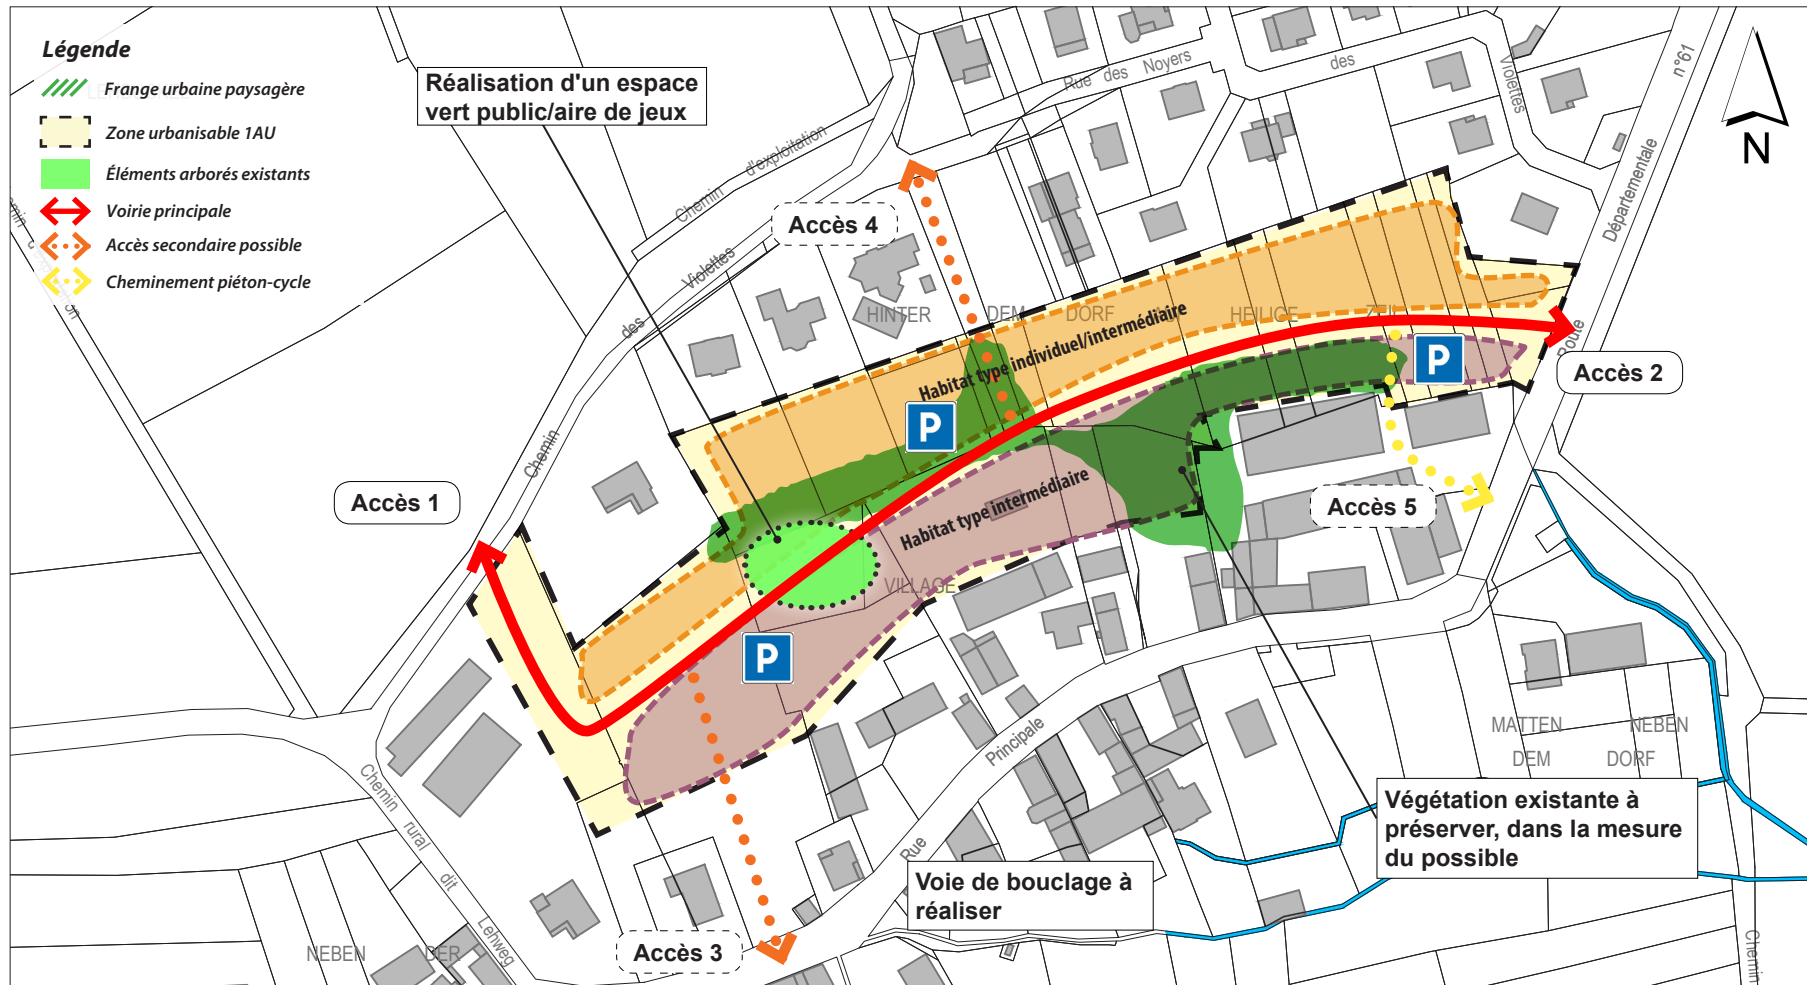 Légende
Frange urbaine paysagère
Zone urbanisable 1AU
Éléments arborés existants
Voirie principale
Accès secondaire possible
Cheminement piéton-cycle
Réalisation d'un espace
vert public/aire de jeux
Rue des Noyers
des
Violettes
n°61
N
Chemin d'exploitation
Départementale
Route
Accès 4
Violettes
des
Chemin
HINTER DEM DORF
HEILIGE
Habitat type individuel/intermédiaire
P
P
Accès 2
Accès 1
Habitat type intermédiaire
Accès 5
VILLAGE
P
Principale
Rue
MATTEN NEBEN
DEM DORF
Chemin rural dit Lehweg
Végétation existante à
préserver, dans la mesure
du possible
Voie de bouclage à
réaliser
Accès 3
NEBEN DER
Chemin